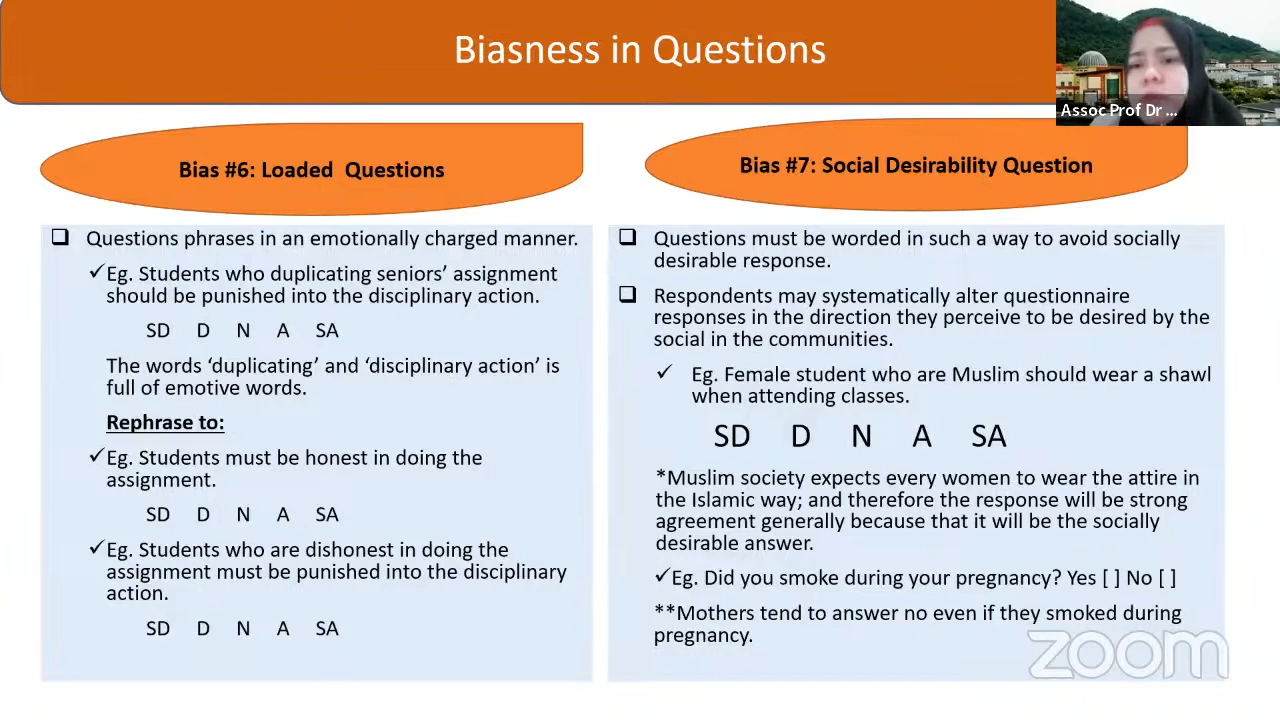 Biasness in Questions
Assoc Prof Dr ...
Bias #6: Loaded Questions
Questions phrases in an emotionally charged manner.
Eg. Students who duplicating seniors’ assignment
should be punished into the disciplinary action.
SD D N A SA
The words ‘duplicating’ and ‘disciplinary action’ is
full of emotive words.
Rephrase to:
Eg. Students must be honest in doing the
assignment.
SD D N A SA
Eg. Students who are dishonest in doing the
assignment must be punished into the disciplinary
action.
SD D N A SA
Bias #7: Social Desirability Question
Questions must be worded in such a way to avoid socially
desirable response.
Respondents may systematically alter questionnaire
responses in the direction they perceive to be desired by the
social in the communities.
Eg. Female student who are Muslim should wear a shawl
when attending classes.
SD D N A SA
*Muslim society expects every women to wear the attire in
the Islamic way; and therefore the response will be strong
agreement generally because that it will be the socially
desirable answer.
Eg. Did you smoke during your pregnancy? Yes [ ] No [ ]
**Mothers tend to answer no even if they smoked during
pregnancy.
zoom